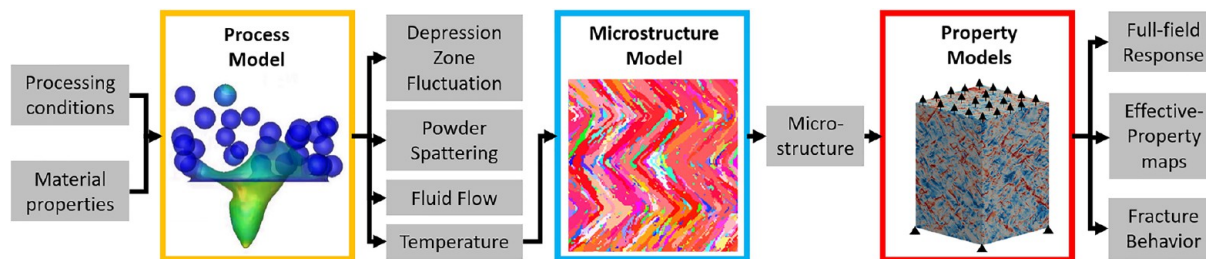 Processing
conditions
Material
properties
Process
Model
Depression
Zone
Fluctuation
Powder
Spattering
Fluid Flow
Temperature
Microstructure
Model
Micro-
structure
Property
Models
Full-field
Response
Effective-
Property
maps
Fracture
Behavior